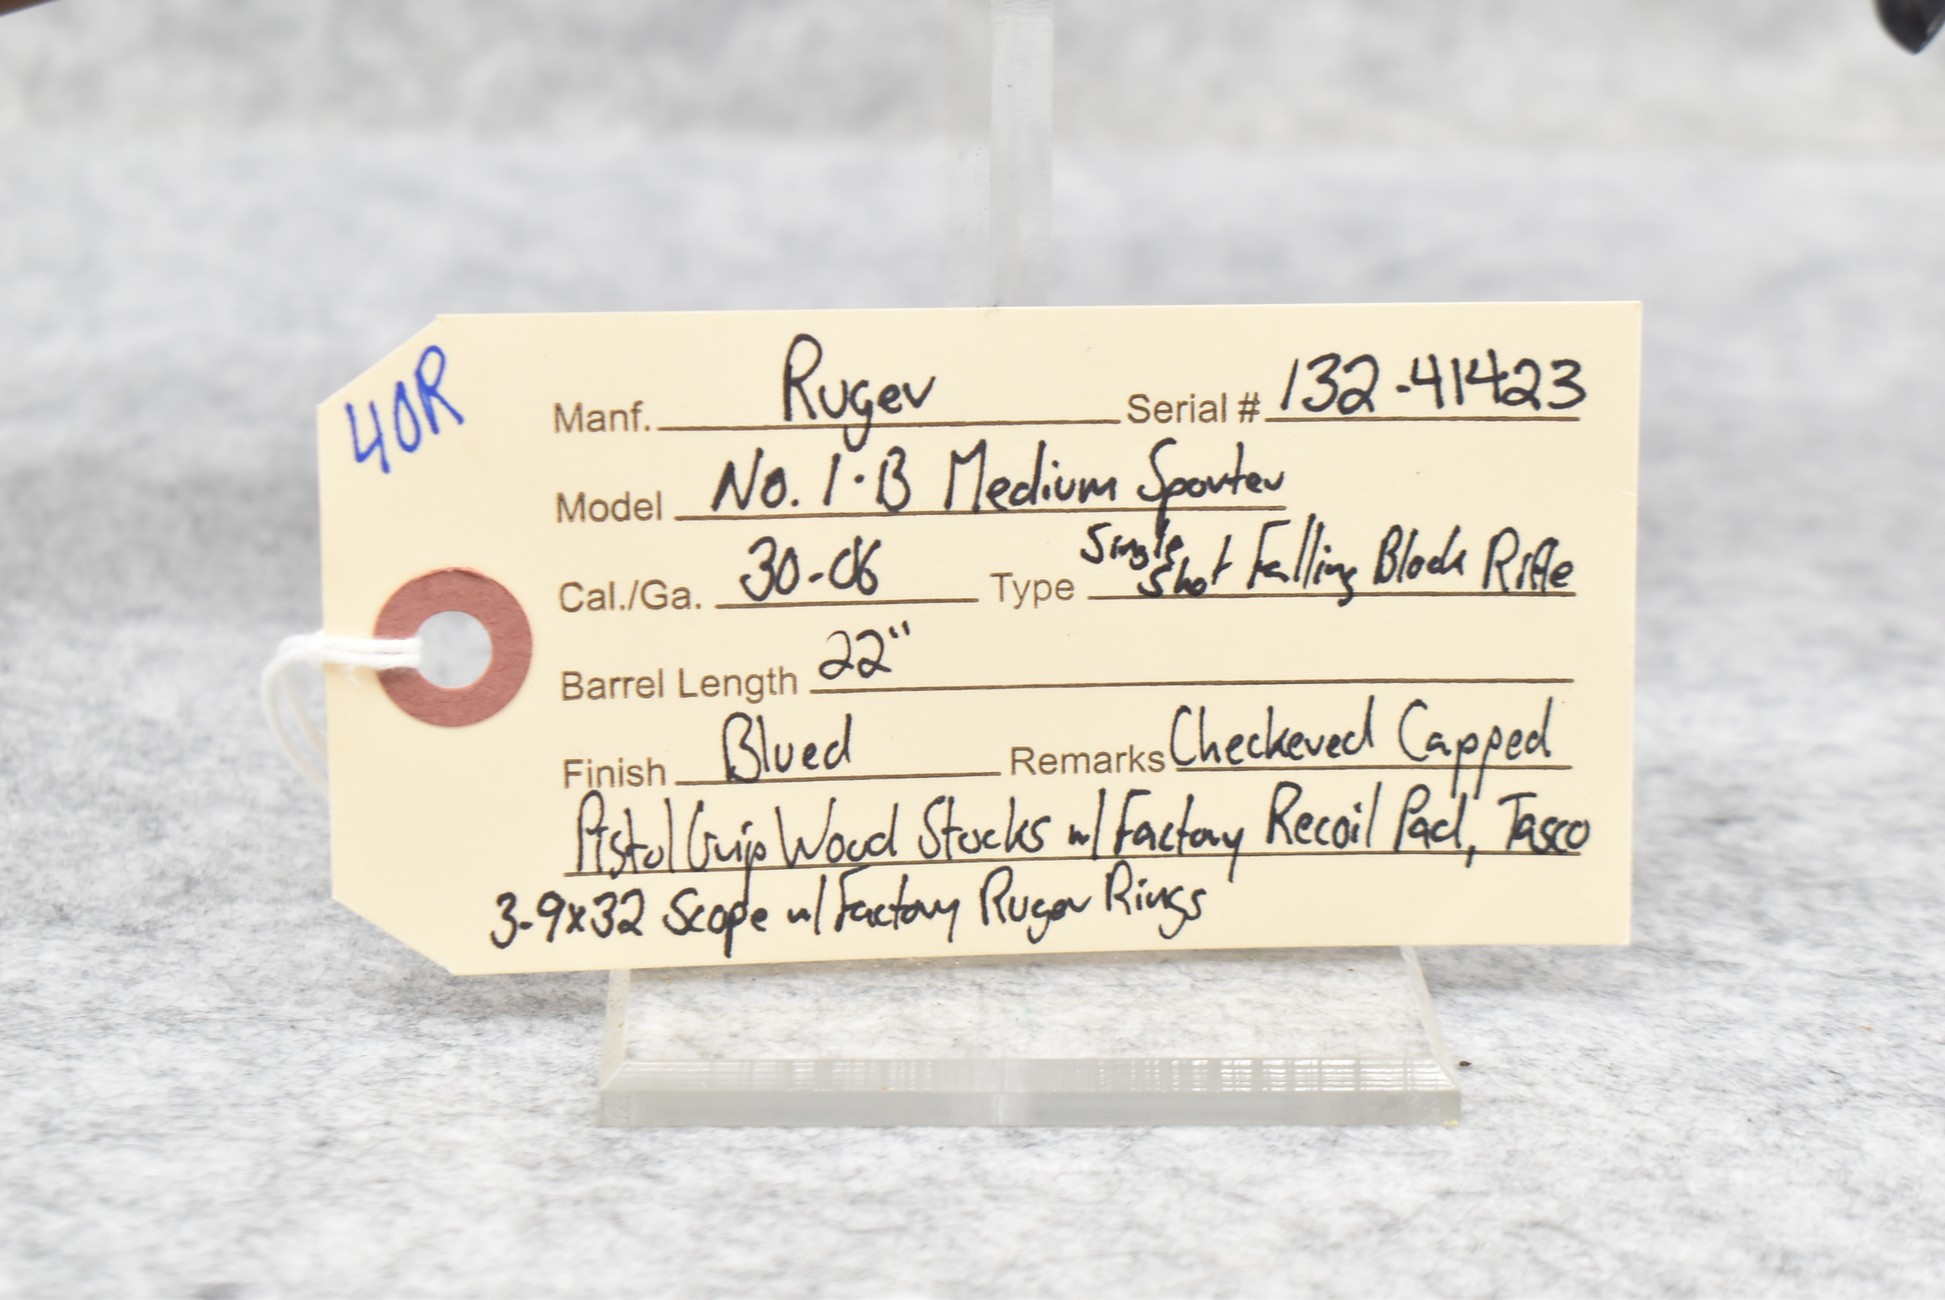 40R
Manf. Ruger Serial # 132-41423
Model No. 1-B Medium Sporter
Cal./Ga. 30-06 Type Single Shot Falling Block Rifle
Barrel Length 22"
Finish Blued Remarks Checkered Capped
Pistol Grip Wood Stocks w/ Factory Recoil Pad, Tasco
3-9x32 Scope w/ Factory Ruger Rings